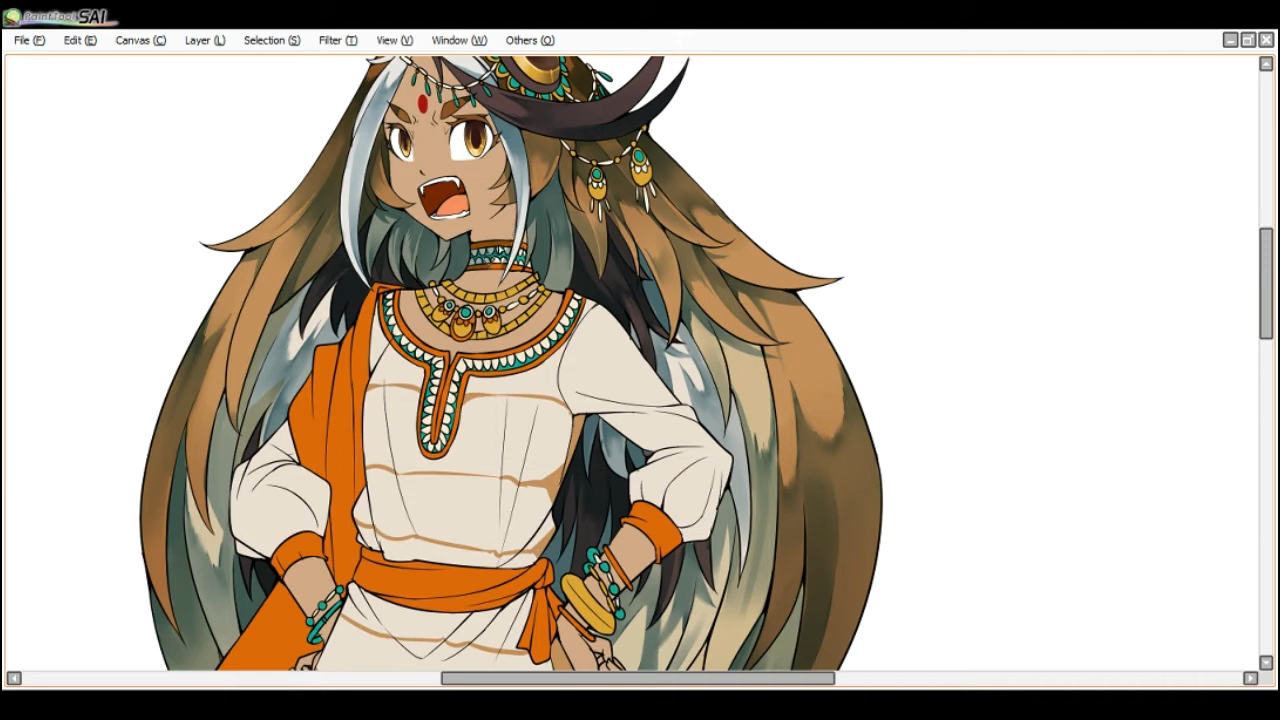 PaintTool SAI
File (F) Edit (E) Canvas (C) Layer (L) Selection (S) Filter (T) View (V) Window (W) Others (O)